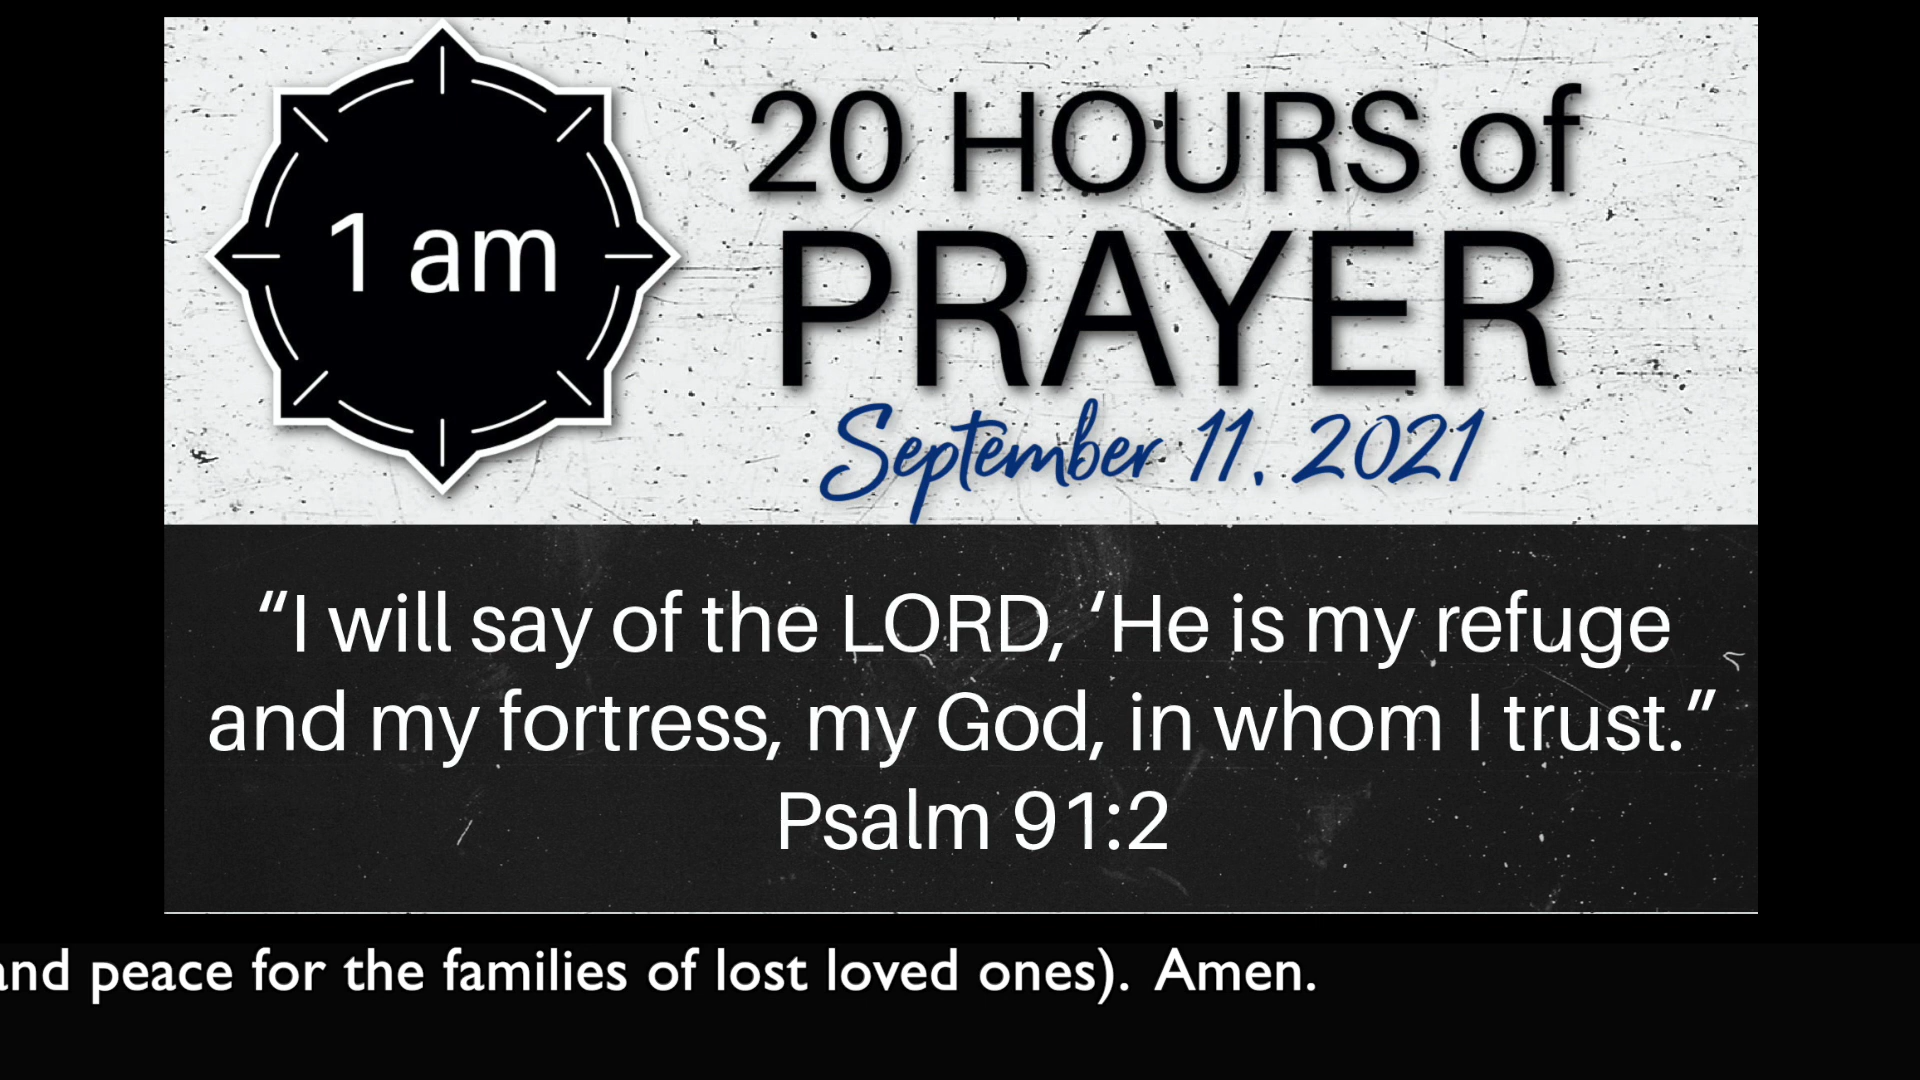 1 am
20 HOURS of
PRAYER
September 11, 2021
“I will say of the LORD, ‘He is my refuge
and my fortress, my God, in whom I trust.”
Psalm 91:2
and peace for the families of lost loved ones). Amen.